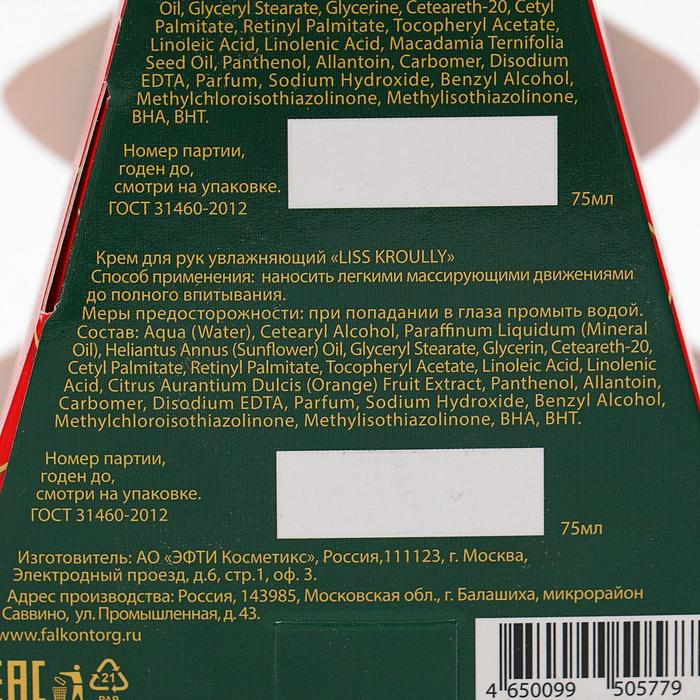 Oil, Glyceryl Stearate, Glycerine, Ceteareth-20, Cetyl
Palmitate, Retinyl Palmitate, Tocopheryl Acetate,
Linoleic Acid, Linolenic Acid, Macadamia Ternifolia
Seed Oil, Panthenol, Allantoin, Carbomer, Disodium
EDTA, Parfum, Sodium Hydroxide, Benzyl Alcohol,
Methylchloroisothiazolinone, Methylisothiazolinone,
BHA, BHT.
Номер партии,
годен до,
смотри на упаковке.
ГОСТ 31460-2012
75мл
Крем для рук увлажняющий «LISS KROULLY»
Способ применения: наносить легкими массирующими движениями
до полного впитывания.
Меры предосторожности: при попадании в глаза промыть водой.
Состав: Aqua (Water), Cetearyl Alcohol, Paraffinum Liquidum (Mineral
Oil), Heliantus Annus (Sunflower) Oil, Glyceryl Stearate, Glycerin, Ceteareth-20,
Cetyl Palmitate, Retinyl Palmitate, Tocopheryl Acetate, Linoleic Acid, Linolenic
Acid, Citrus Aurantium Dulcis (Orange) Fruit Extract, Panthenol, Allantoin,
Carbomer, Disodium EDTA, Parfum, Sodium Hydroxide, Benzyl Alcohol,
Methylchloroisothiazolinone, Methylisothiazolinone, BHA, BHT.
Номер партии,
годен до,
смотри на упаковке.
ГОСТ 31460-2012
75мл
Изготовитель: АО «ЭФТИ Косметикс», Россия,111123, г. Москва,
Электродный проезд, д.6, стр.1, оф. 3.
Адрес производства: Россия, 143985, Московская обл., г. Балашиха, микрорайон
Саввино, ул. Промышленная, д. 43.
www.falkontorg.ru
EAC
21
PAP
4 650099 505779